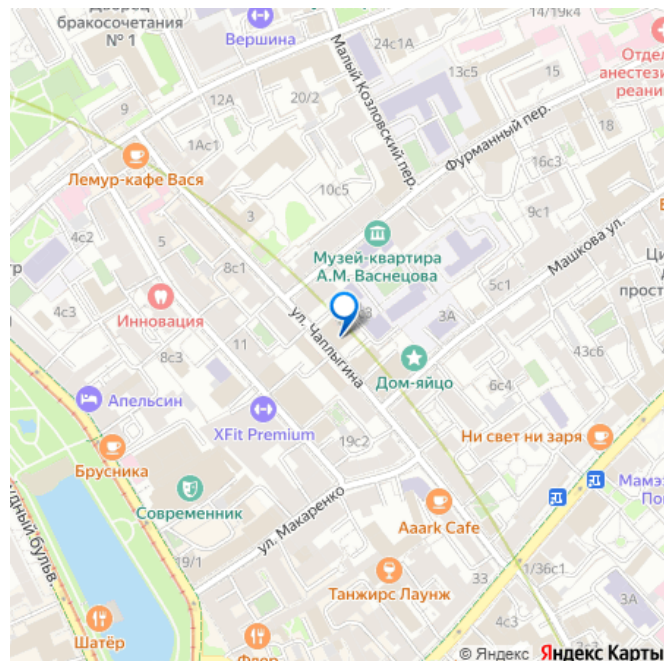 Дворец
бракосочетания
№ 1
Вершина
24с1А
14/19к4
Отдел
анестези
реани
13с5
15
9
12А
20/2
Малый Козловский пер.
Фурманный пер.
18
1Ас1
16с3
Лемур-кафе Вася
10с5
3
9с1
Машкова ул.
4с2
5
8с1
Музей-квартира
А.М. Васнецова
Ци
прост
5с1
4с3
Инновация
3А
ул. Чаплыгина
8с3
11
Дом-яйцо
43с6
6с4
Апельсин
XFit Premium
Ни свет ни заря
19с2
Брусника
Мамэ
По
Современник
ул. Макаренко
Aaark Cafe
19/1
33
1/36с1
Танжирс Лаунж
3А
Шатёр
© Яндекс Яндекс Карты